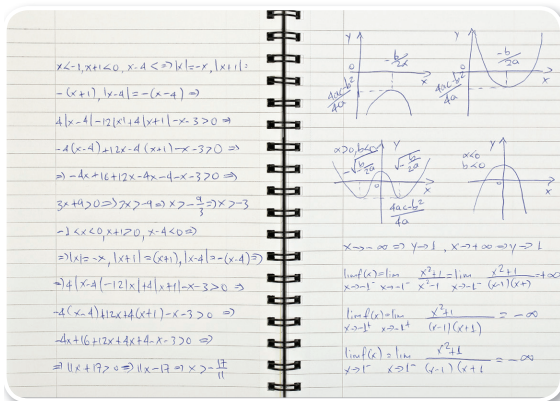 x<-1, x+1<0, x-4<⇒|x|=-x, |x+1|=
-(x+1), |x-4|=-(x-4)⇒
4|x-4|-12|x|+4|x+1|-x-3>0⇒
-4(x-4)+12x-4(x+1)-x-3>0⇒
⇒-4x+16+12x-4x-4-x-3>0⇒
3x+9>0⇒3x>-9⇒x>-9/3⇒x>-3
-1<x<0, x+1>0, x-4<0⇒
⇒|x|=-x, |x+1|=(x+1), |x-4|=-(x-4)⇒
⇒4|x-4|-12|x|+4|x+1|-x-3>0⇒
-4(x-4)+12x+4(x+1)-x-3>0⇒
-4x+16+12x+4x+4-x-3>0⇒
⇒11x+17>0⇒11x-17⇒x>-17/11
y
-b/2a
0
x
4ac-b²/4a
y
-b/2a
0
x
4ac-b²/4a
a>0, b<0
y
-√-b/2a
√-b/2a
0
x
4ac-b²/4a
a<0
b<0
y
0
x
x→-∞⇒y→1, x→+∞⇒y→1
limf(x)=lim x²+1/x²-1=lim x²+1/(x-1)(x+)=+∞
x→-1⁻ x→-1⁻ x→-1⁻
limf(x)=lim x²+1/(x-1)(x+1)=-∞
x→-1⁺ x→-1⁺
limf(x)=lim x²+1/(x-1)(x+1=-∞
x→1⁻ x→1⁻